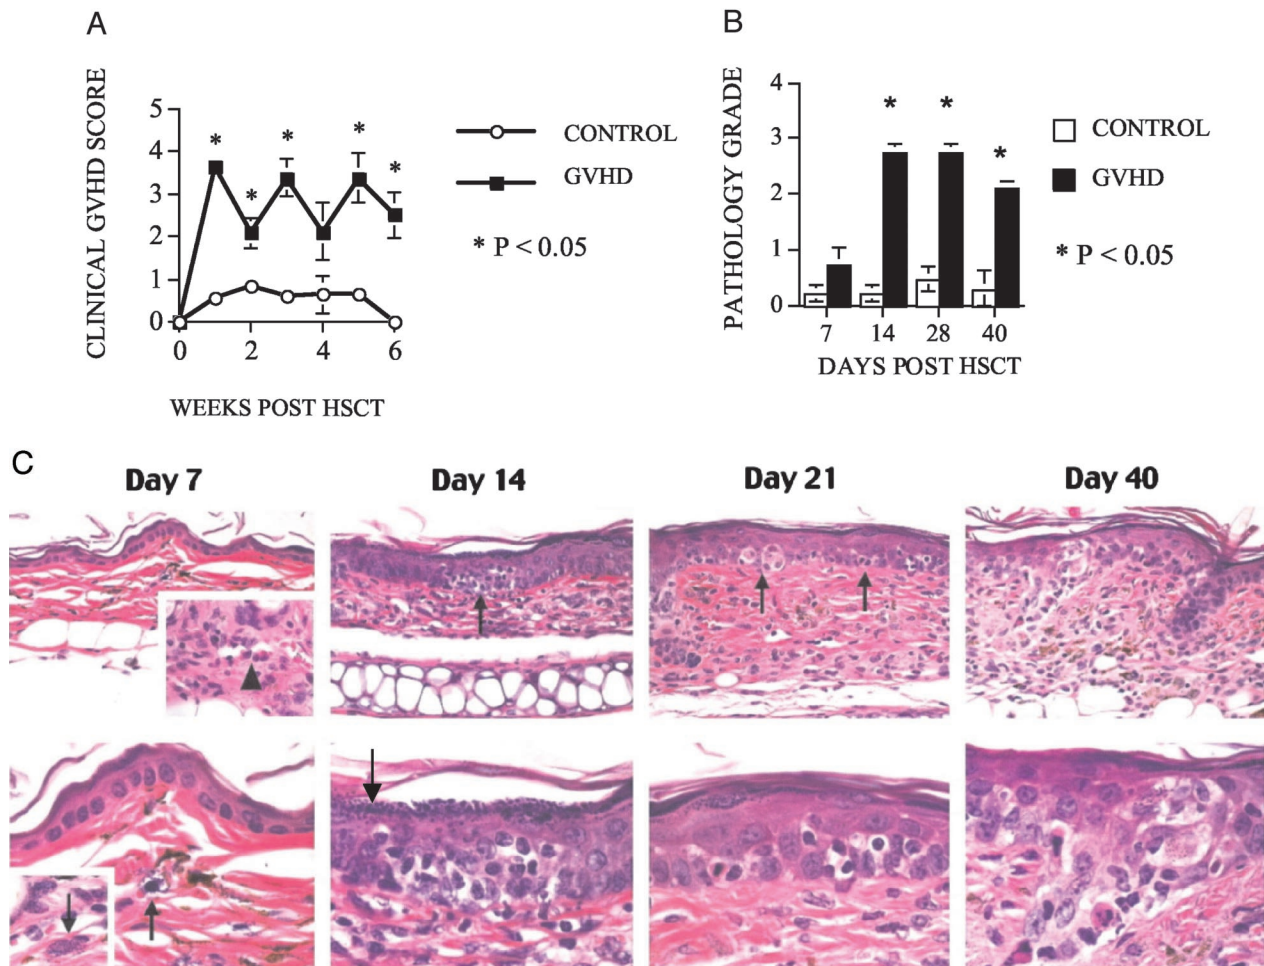 A
CLINICAL GVHD SCORE
5
4
3
2
1
0
* * * * *
0 2 4 6
WEEKS POST HSCT
CONTROL
GVHD
* P < 0.05
B
PATHOLOGY GRADE
4
3
2
1
0
* * *
7 14 28 40
DAYS POST HSCT
CONTROL
GVHD
* P < 0.05
C
Day 7 Day 14 Day 21 Day 40